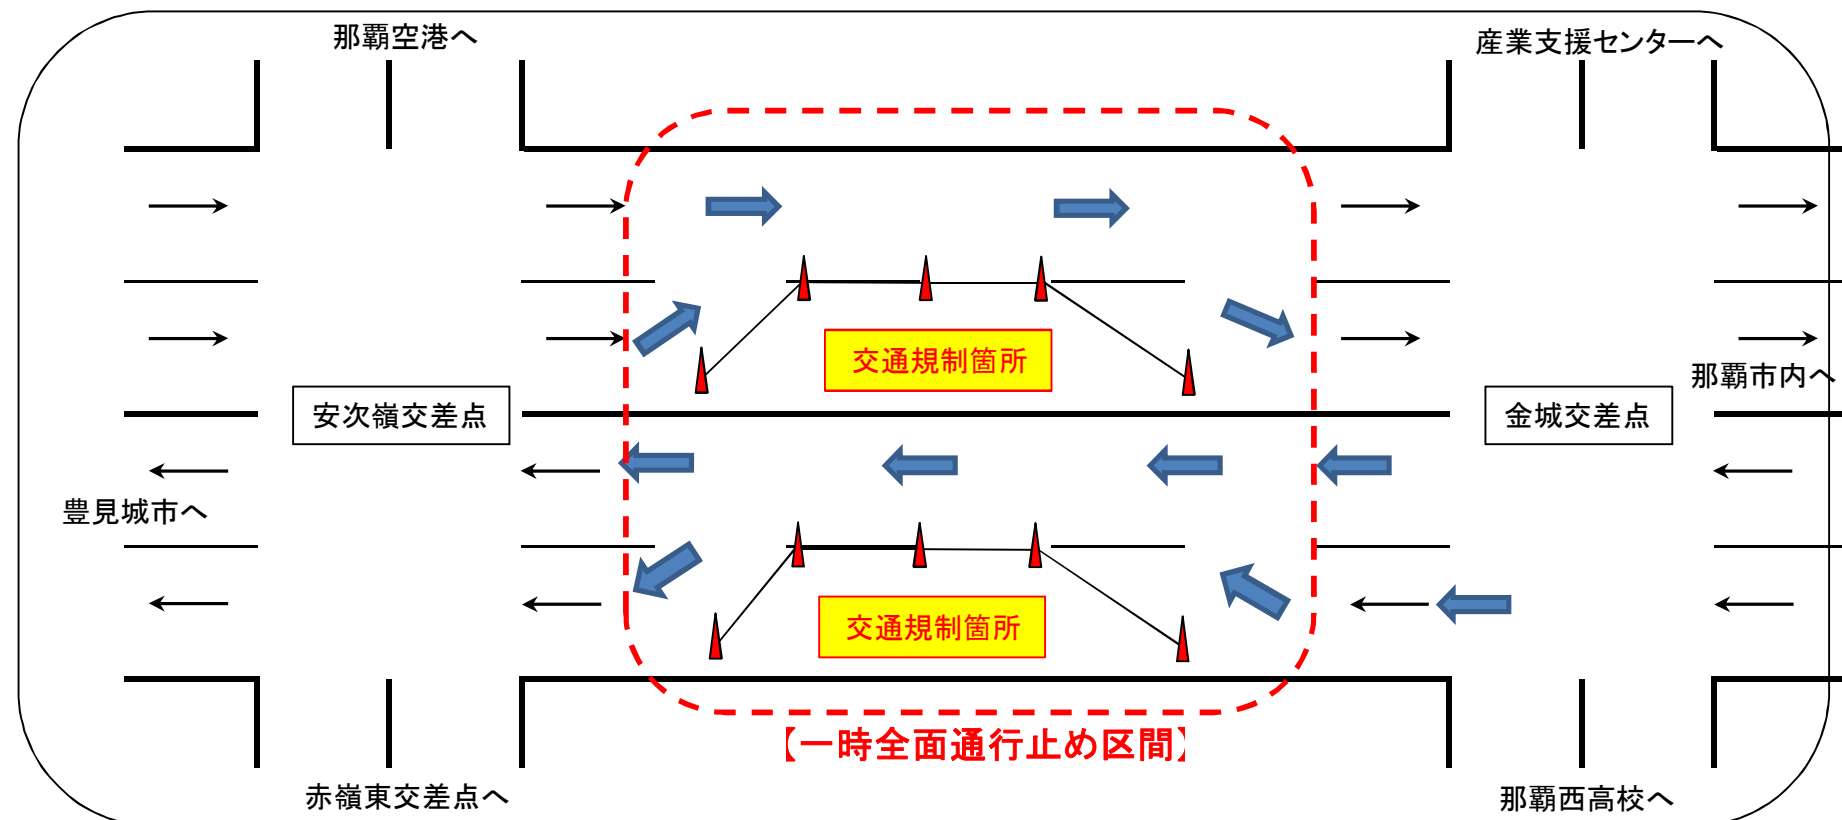 那覇空港へ
産業支援センターへ
交通規制箇所
那覇市内へ
安次嶺交差点
金城交差点
豊見城市へ
交通規制箇所
【一時全面通行止め区間】
赤嶺東交差点へ
那覇西高校へ